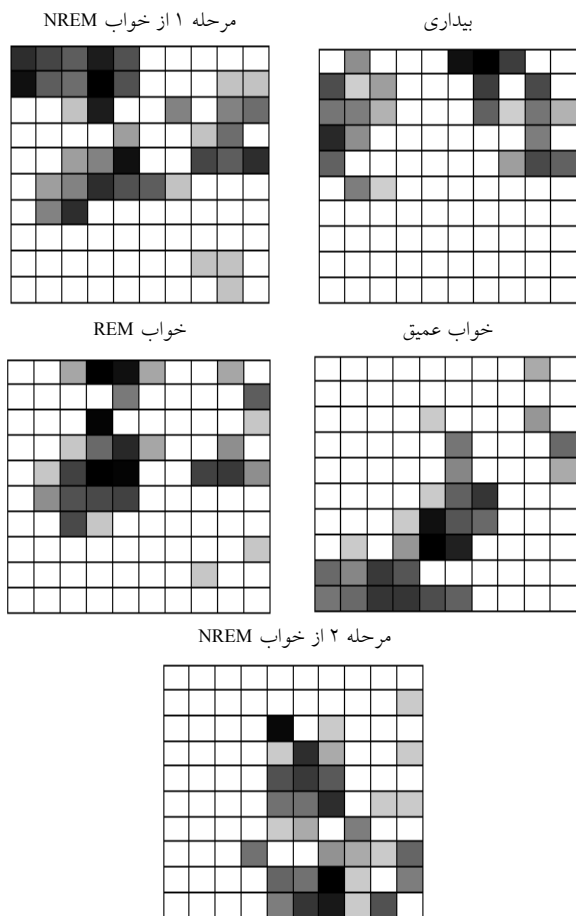 بیداری
مرحله ۱ از خواب NREM
خواب عمیق
خواب REM
مرحله ۲ از خواب NREM